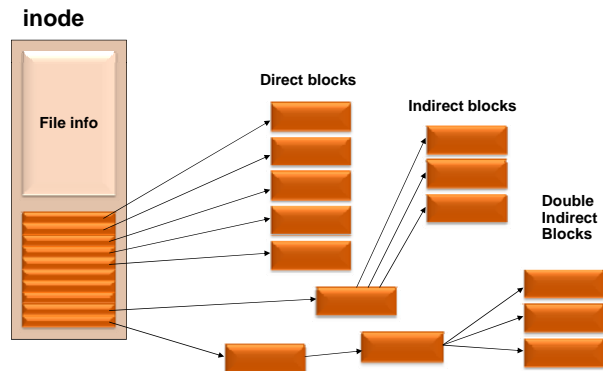 inode
File info
Direct blocks
Indirect blocks
Double
Indirect
Blocks